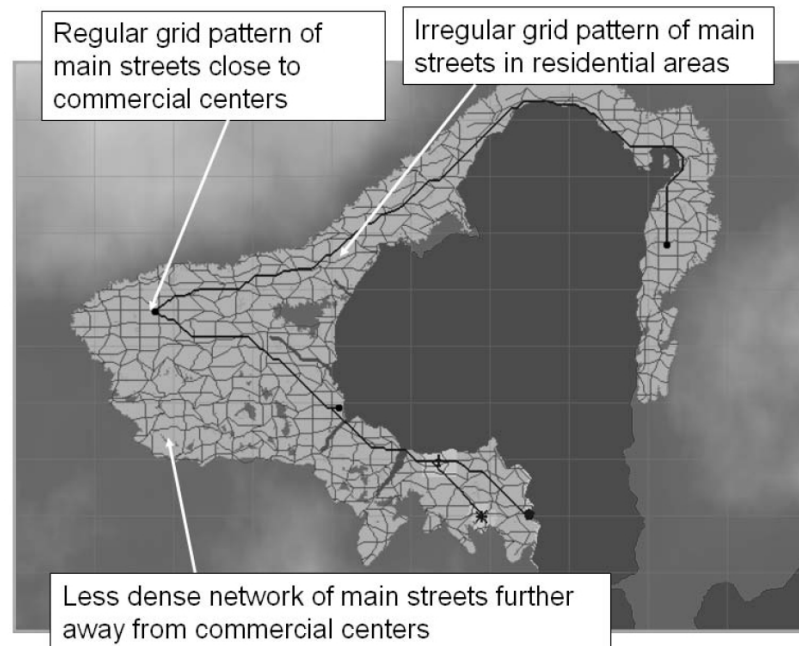 Regular grid pattern of
main streets close to
commercial centers
Irregular grid pattern of main
streets in residential areas
Less dense network of main streets further
away from commercial centers